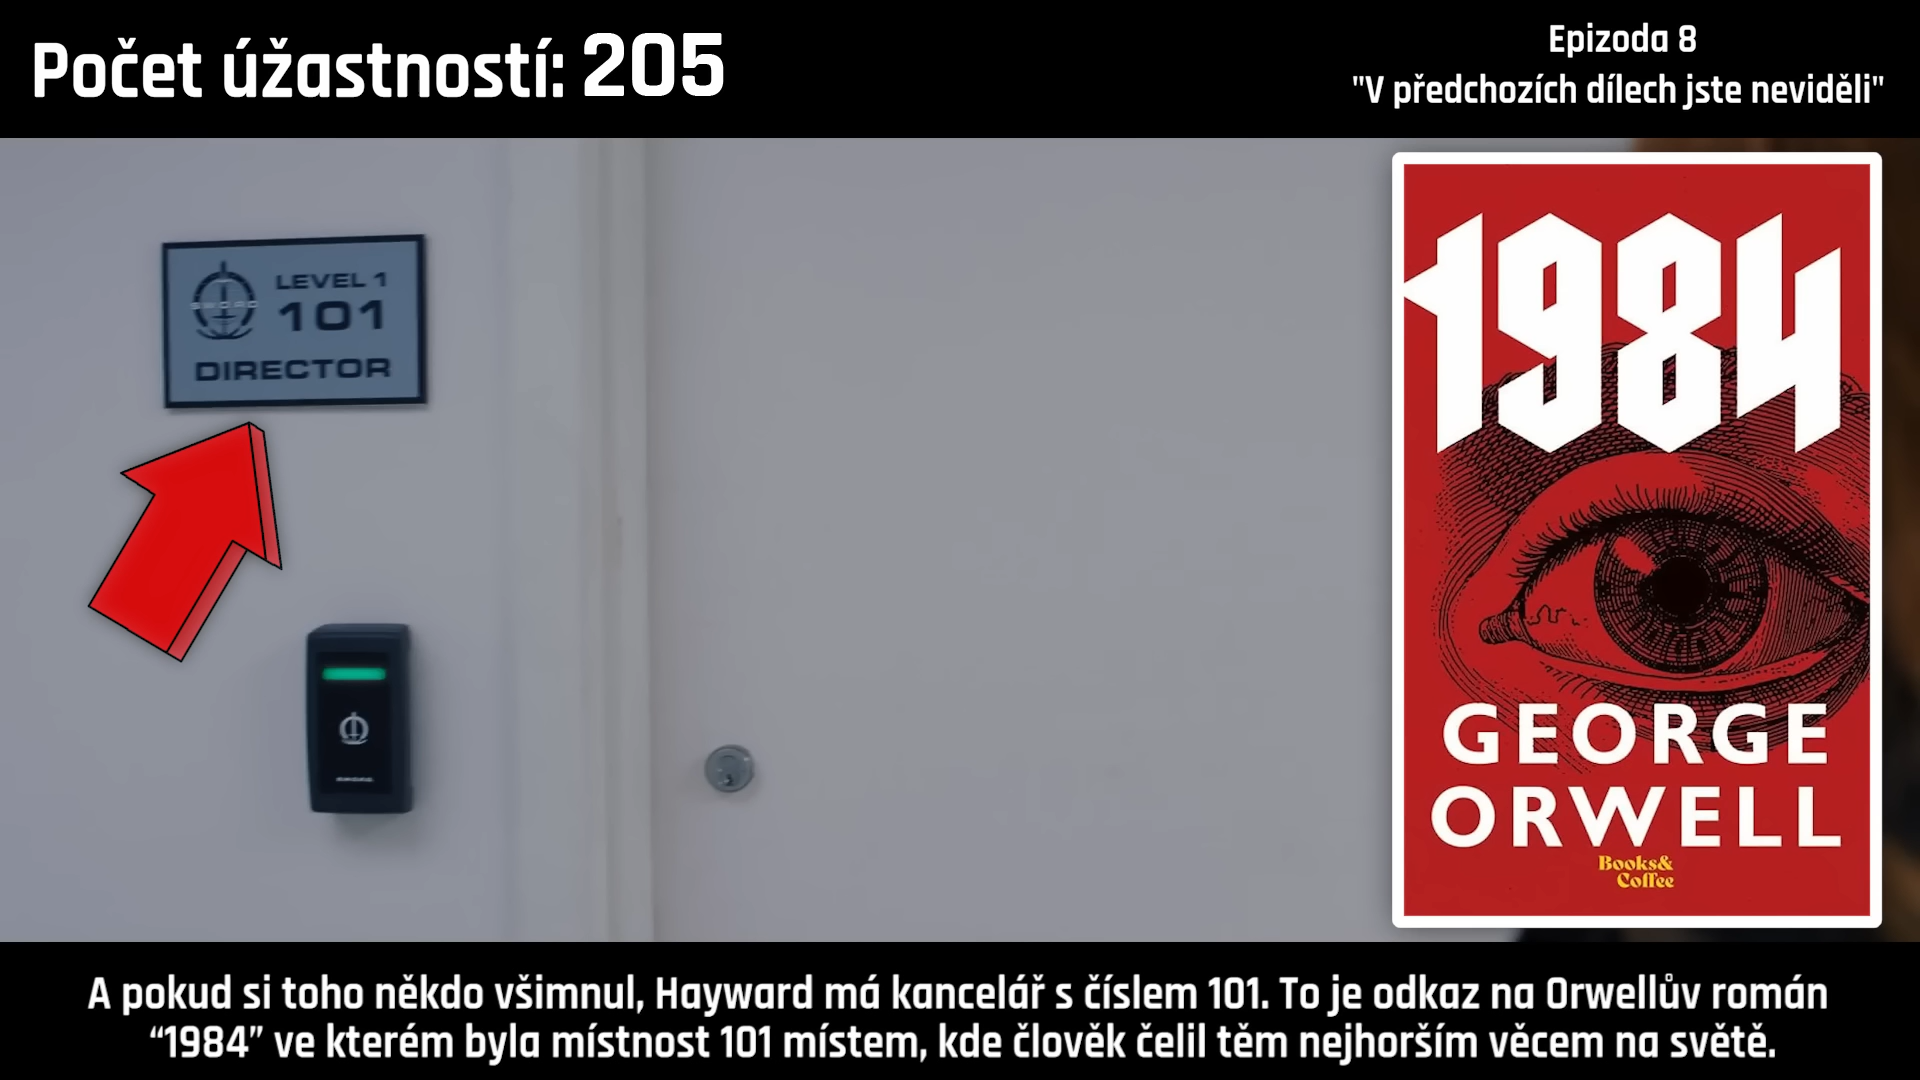 Počet úžastností: 205
Epizoda 8
"V předchozích dílech jste neviděli"
LEVEL 1
SWORD
101
DIRECTOR
1984
GEORGE
ORWELL
Books&
Coffee
A pokud si toho někdo všimnul, Hayward má kancelář s číslem 101. To je odkaz na Orwellův román
“1984” ve kterém byla místnost 101 místem, kde člověk čelil těm nejhorším věcem na světě.